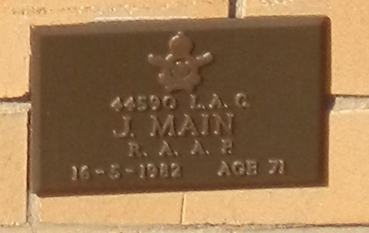 44590 L. A. C.
J. MAIN
R. A. A. F.
16-5-1982 AGE 71